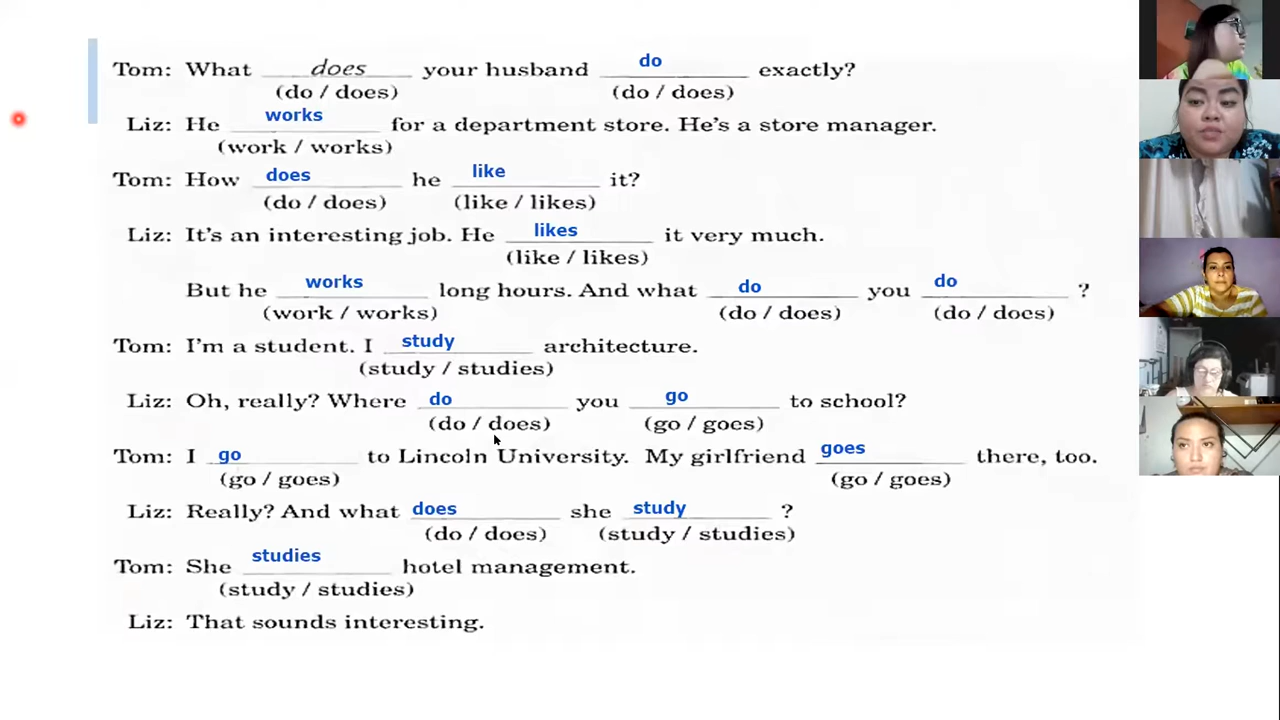 Tom: What does your husband do exactly?
(do / does) (do / does)
Liz: He works for a department store. He's a store manager.
(work / works)
Tom: How does he like it?
(do / does) (like / likes)
Liz: It's an interesting job. He likes it very much.
(like / likes)
But he works long hours. And what do you do ?
(work / works) (do / does) (do / does)
Tom: I'm a student. I study architecture.
(study / studies)
Liz: Oh, really? Where do you go to school?
(do / does) (go / goes)
Tom: I go to Lincoln University. My girlfriend goes there, too.
(go / goes) (go / goes)
Liz: Really? And what does she study ?
(do / does) (study / studies)
Tom: She studies hotel management.
(study / studies)
Liz: That sounds interesting.